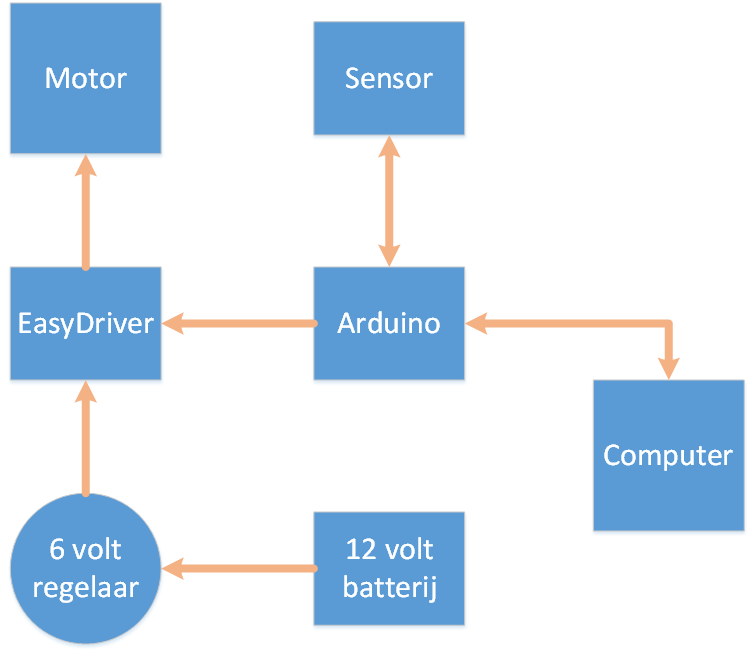 Motor
Sensor
EasyDriver
Arduino
Computer
6 volt
regelaar
12 volt
batterij